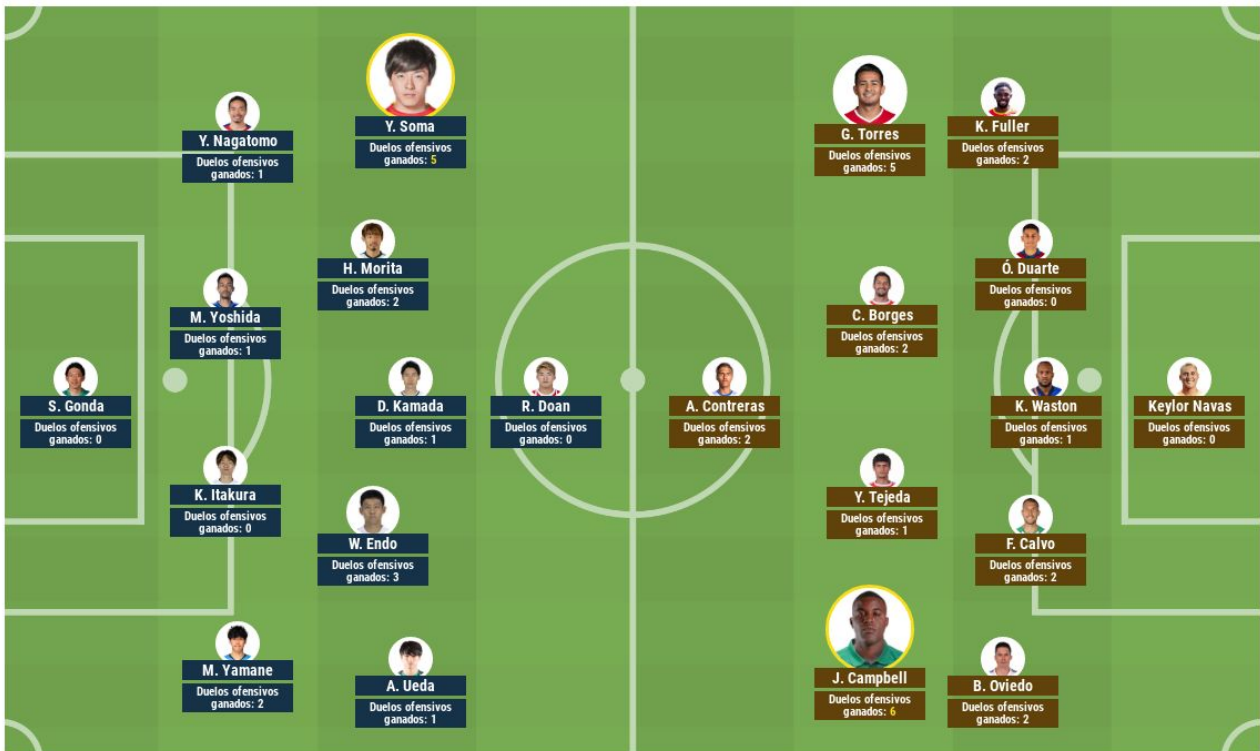 Y. Nagatomo
Duelos ofensivos
ganados: 1
Y. Soma
Duelos ofensivos
ganados: 5
G. Torres
Duelos ofensivos
ganados: 5
K. Fuller
Duelos ofensivos
ganados: 2
H. Morita
Duelos ofensivos
ganados: 2
Ó. Duarte
Duelos ofensivos
ganados: 0
M. Yoshida
Duelos ofensivos
ganados: 1
C. Borges
Duelos ofensivos
ganados: 2
S. Gonda
Duelos ofensivos
ganados: 0
D. Kamada
Duelos ofensivos
ganados: 1
R. Doan
Duelos ofensivos
ganados: 0
A. Contreras
Duelos ofensivos
ganados: 2
K. Waston
Duelos ofensivos
ganados: 1
Keylor Navas
Duelos ofensivos
ganados: 0
K. Itakura
Duelos ofensivos
ganados: 0
Y. Tejeda
Duelos ofensivos
ganados: 1
W. Endo
Duelos ofensivos
ganados: 3
F. Calvo
Duelos ofensivos
ganados: 2
M. Yamane
Duelos ofensivos
ganados: 2
A. Ueda
Duelos ofensivos
ganados: 1
J. Campbell
Duelos ofensivos
ganados: 6
B. Oviedo
Duelos ofensivos
ganados: 2